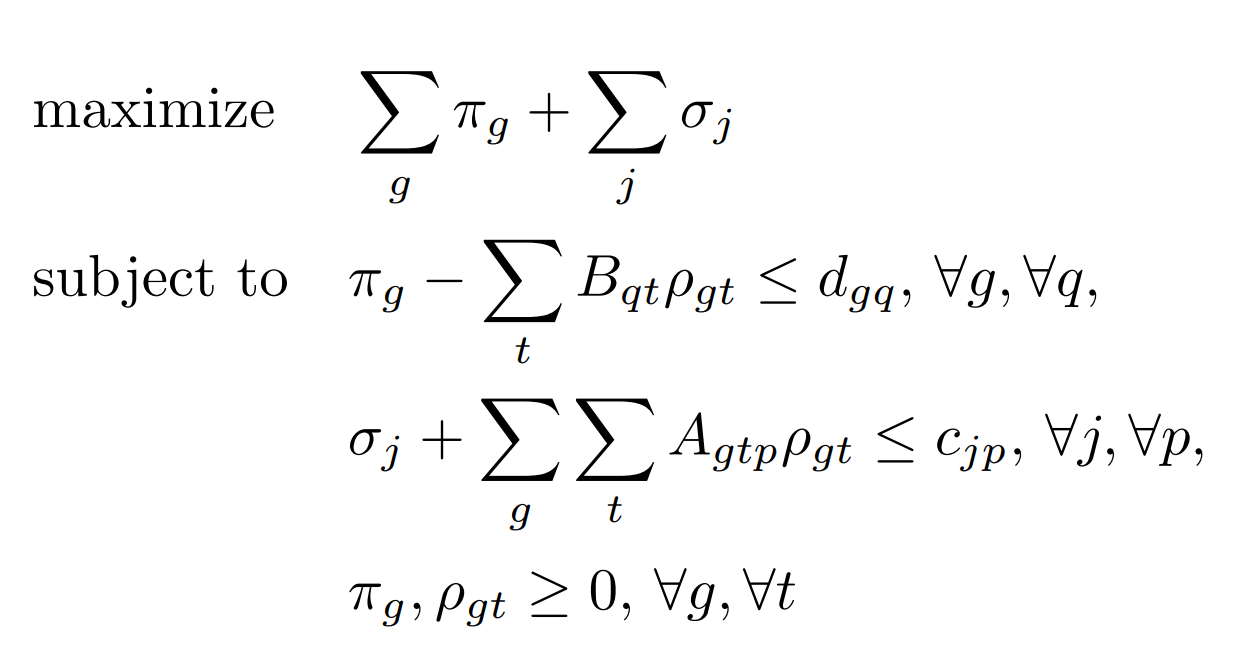 maximize ∑_g π_g + ∑_j σ_j
subject to π_g − ∑_t B_{qt}ρ_{gt} ≤ d_{gq}, ∀g, ∀q,
σ_j + ∑_g ∑_t A_{gtp}ρ_{gt} ≤ c_{jp}, ∀j, ∀p,
π_g, ρ_{gt} ≥ 0, ∀g, ∀t